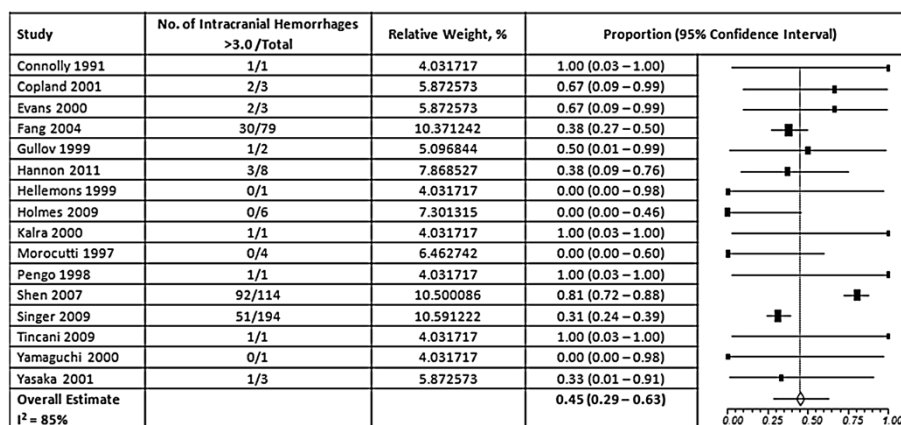 Study No. of Intracranial Hemorrhages >3.0 /Total Relative Weight, % Proportion (95% Confidence Interval)
Connolly 1991 1/1 4.031717 1.00 (0.03 – 1.00)
Copland 2001 2/3 5.872573 0.67 (0.09 – 0.99)
Evans 2000 2/3 5.872573 0.67 (0.09 – 0.99)
Fang 2004 30/79 10.371242 0.38 (0.27 – 0.50)
Gullov 1999 1/2 5.096844 0.50 (0.01 – 0.99)
Hannon 2011 3/8 7.868527 0.38 (0.09 – 0.76)
Hellemons 1999 0/1 4.031717 0.00 (0.00 – 0.98)
Holmes 2009 0/6 7.301315 0.00 (0.00 – 0.46)
Kalra 2000 1/1 4.031717 1.00 (0.03 – 1.00)
Morocutti 1997 0/4 6.462742 0.00 (0.00 – 0.60)
Pengo 1998 1/1 4.031717 1.00 (0.03 – 1.00)
Shen 2007 92/114 10.500086 0.81 (0.72 – 0.88)
Singer 2009 51/194 10.591222 0.31 (0.24 – 0.39)
Tincani 2009 1/1 4.031717 1.00 (0.03 – 1.00)
Yamaguchi 2000 0/1 4.031717 0.00 (0.00 – 0.98)
Yasaka 2001 1/3 5.872573 0.33 (0.01 – 0.91)
Overall Estimate 0.45 (0.29 – 0.63)
I² = 85%
0.00 0.25 0.50 0.75 1.00